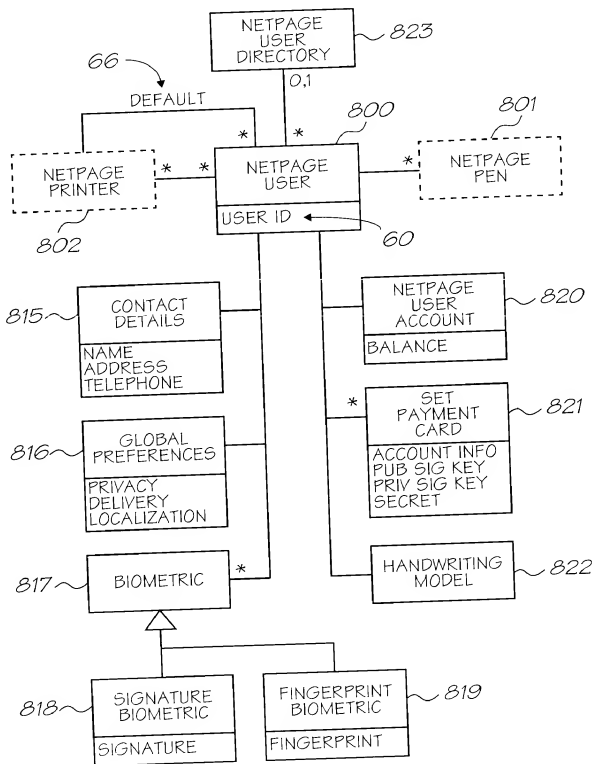 NETPAGE
USER
DIRECTORY
823
0,1
66
DEFAULT
*
*
800
801
NETPAGE
PRINTER
*
*
NETPAGE
USER
*
NETPAGE
PEN
802
USER ID
60
815
CONTACT
DETAILS
NAME
ADDRESS
TELEPHONE
NETPAGE
USER
ACCOUNT
820
BALANCE
816
GLOBAL
PREFERENCES
PRIVACY
DELIVERY
LOCALIZATION
*
SET
PAYMENT
CARD
821
ACCOUNT INFO
PUB SIG KEY
PRIV SIG KEY
SECRET
817
BIOMETRIC
*
HANDWRITING
MODEL
822
818
SIGNATURE
BIOMETRIC
SIGNATURE
FINGERPRINT
BIOMETRIC
819
FINGERPRINT